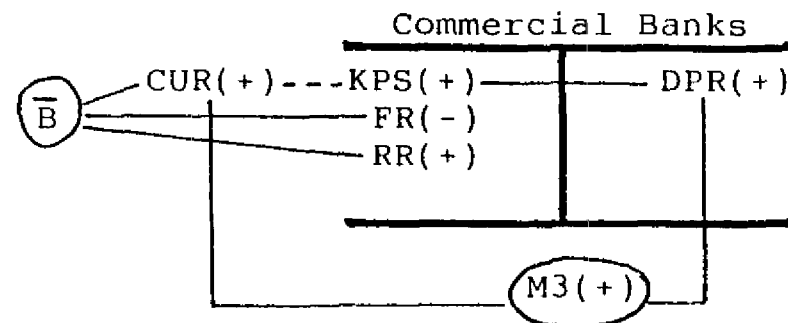 Commercial Banks
CUR(+)---KPS(+) DPR(+)
B̅ FR(-)
RR(+)
M3(+)